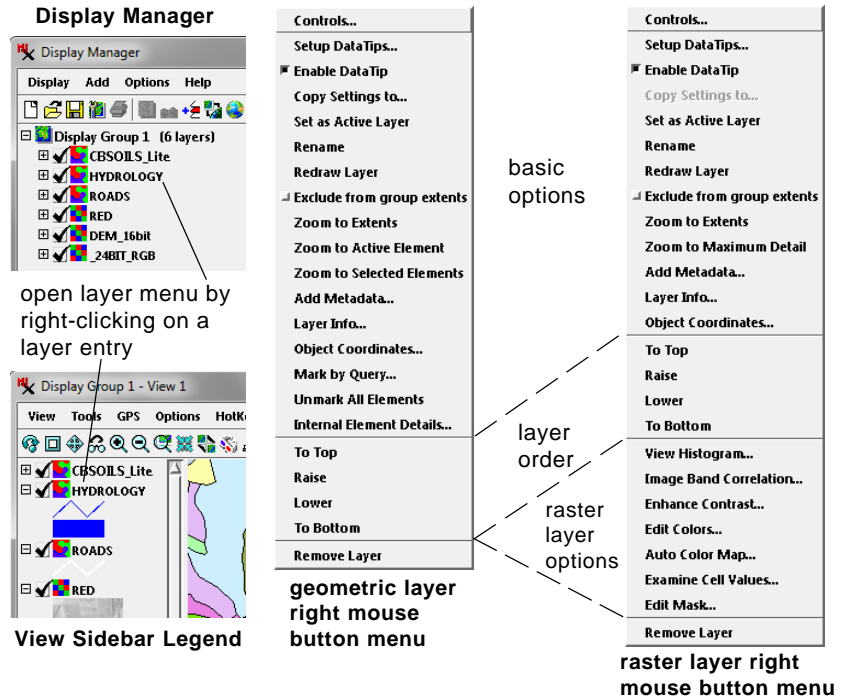 Display Manager
Display Manager
Display Add Options Help
Display Group 1 (6 layers)
CBSOILS_Lite
HYDROLOGY
ROADS
RED
DEM_16bit
_24BIT_RGB
open layer menu by
right-clicking on a
layer entry
Display Group 1 - View 1
View Tools GPS Options
CBSOILS_Lite
HYDROLOGY
ROADS
RED
View Sidebar Legend
Controls...
Setup DataTips...
Enable DataTip
Copy Settings to...
Set as Active Layer
Rename
Redraw Layer
Exclude from group extents
Zoom to Extents
Zoom to Active Element
Zoom to Selected Elements
Add Metadata...
Layer Info...
Object Coordinates...
Mark by Query...
Unmark All Elements
Internal Element Details...
To Top
Raise
Lower
To Bottom
Remove Layer
geometric layer
right mouse
button menu
basic
options
layer
order
raster
layer
options
Controls...
Setup DataTips...
Enable DataTip
Copy Settings to...
Set as Active Layer
Rename
Redraw Layer
Exclude from group extents
Zoom to Extents
Zoom to Maximum Detail
Add Metadata...
Layer Info...
Object Coordinates...
To Top
Raise
Lower
To Bottom
View Histogram...
Image Band Correlation...
Enhance Contrast...
Edit Colors...
Auto Color Map...
Examine Cell Values...
Edit Mask...
Remove Layer
raster layer right
mouse button menu